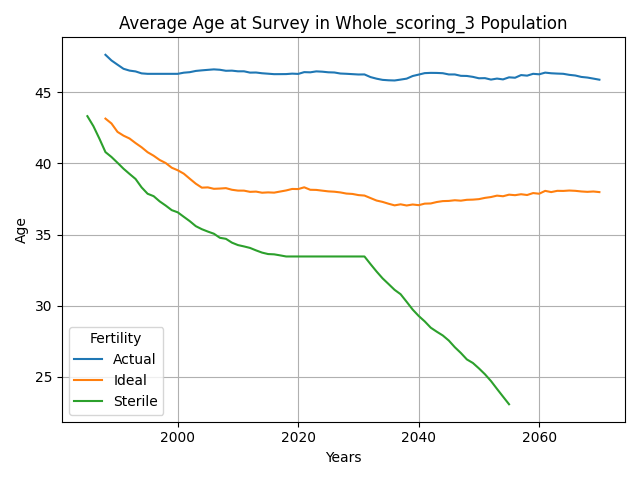 Average Age at Survey in Whole_scoring_3 Population
Age
45
40
35
30
25
Fertility
Actual
Ideal
Sterile
2000
2020
2040
2060
Years